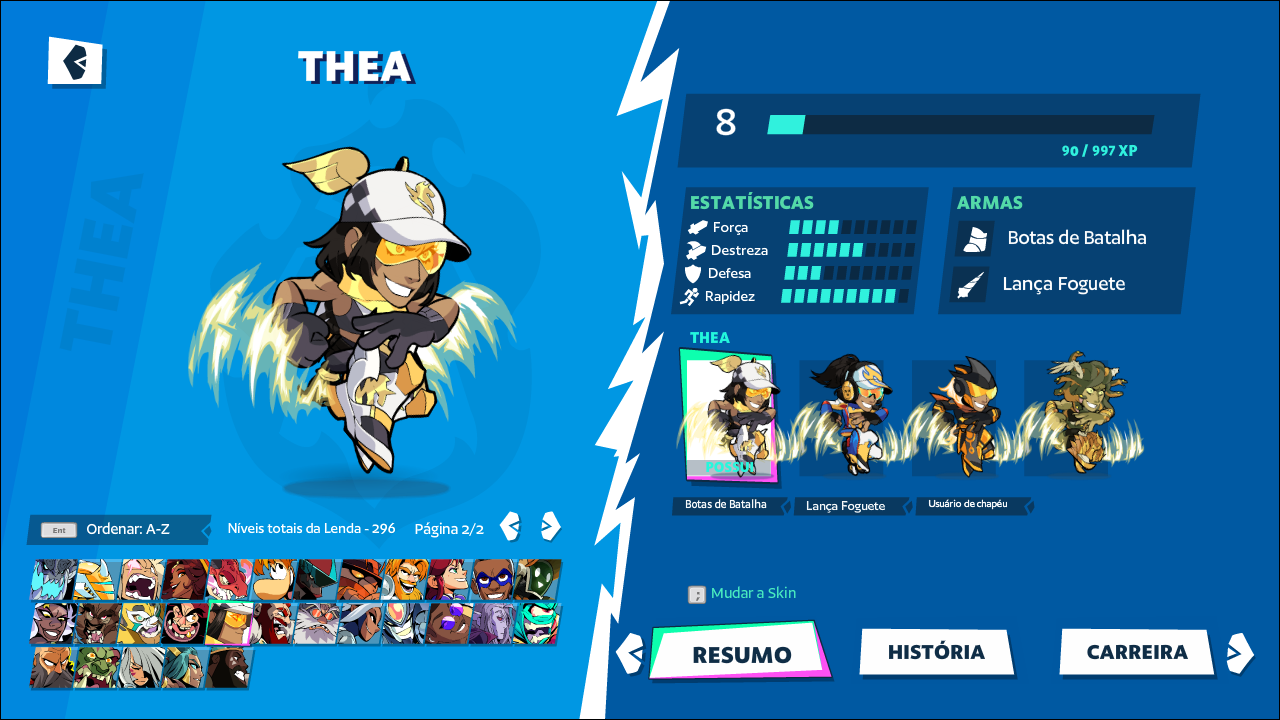 THEA
THEA
8
90 / 997 XP
ESTATÍSTICAS
Força
Destreza
Defesa
Rapidez
ARMAS
Botas de Batalha
Lança Foguete
THEA
POSSUI
Botas de Batalha
Lança Foguete
Usuário de chapéu
Ent
Ordenar: A-Z
Níveis totais da Lenda - 296
Página 2/2
; Mudar a Skin
RESUMO
HISTÓRIA
CARREIRA